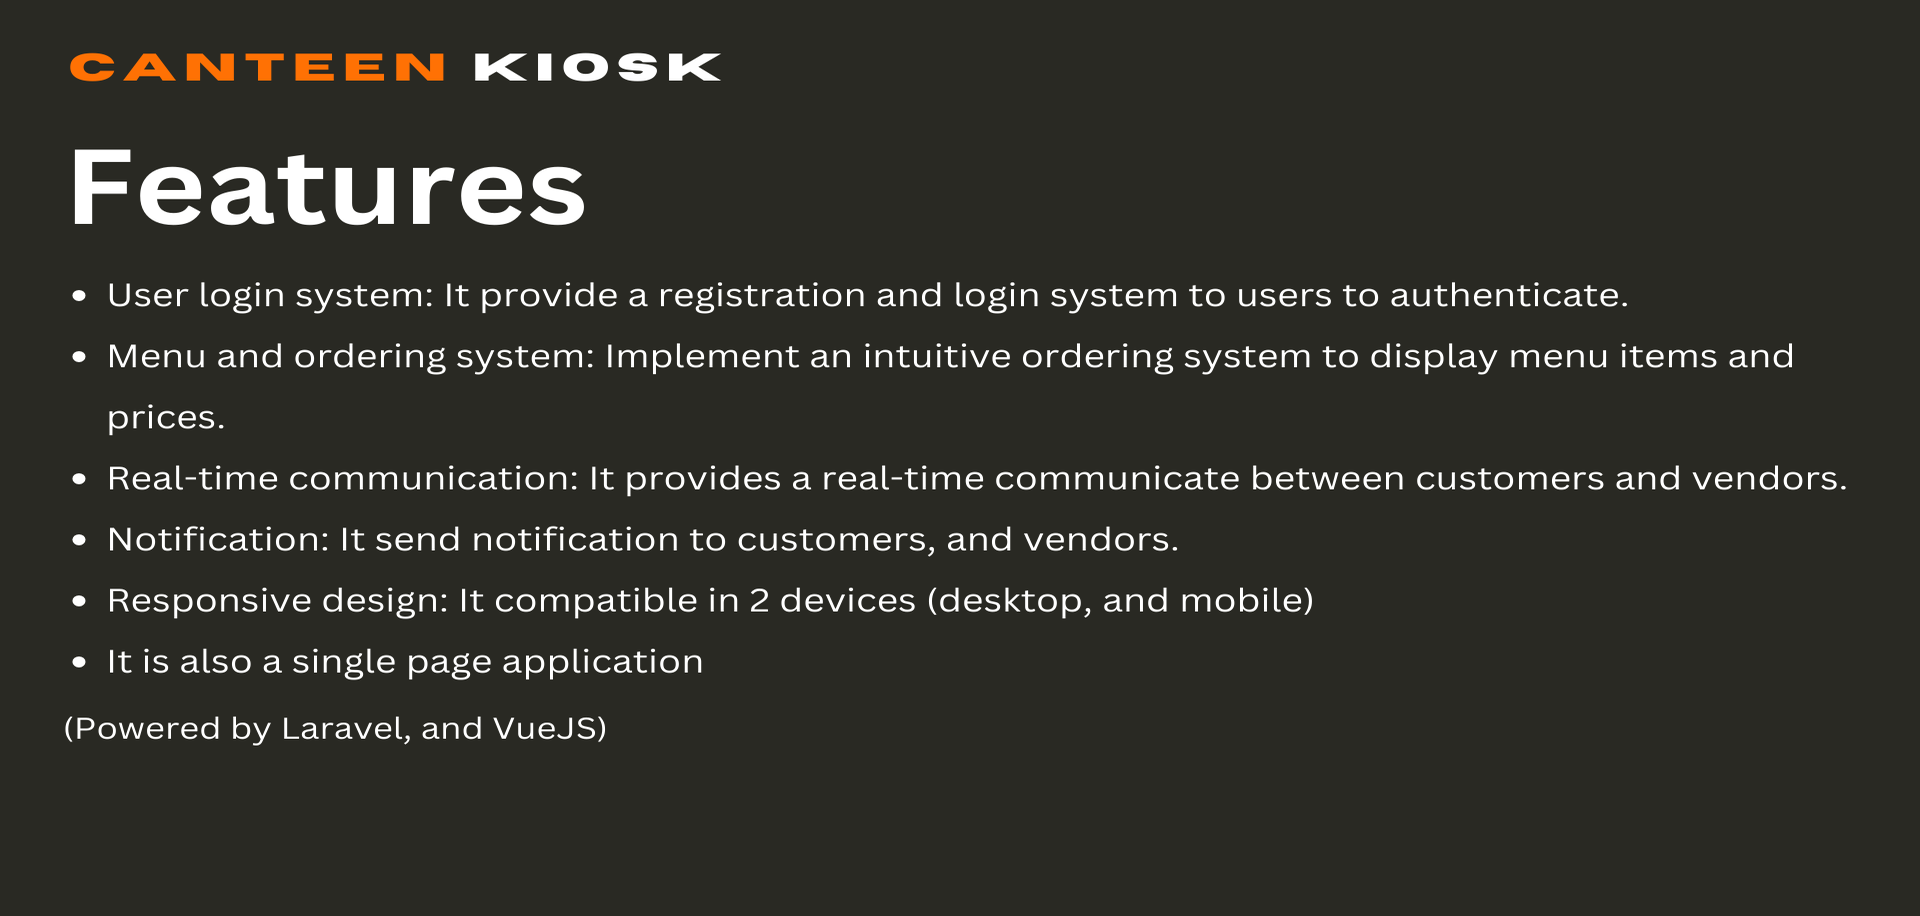 CANTEEN KIOSK
Features
• User login system: It provide a registration and login system to users to authenticate.
• Menu and ordering system: Implement an intuitive ordering system to display menu items and
prices.
• Real-time communication: It provides a real-time communicate between customers and vendors.
• Notification: It send notification to customers, and vendors.
• Responsive design: It compatible in 2 devices (desktop, and mobile)
• It is also a single page application
(Powered by Laravel, and VueJS)